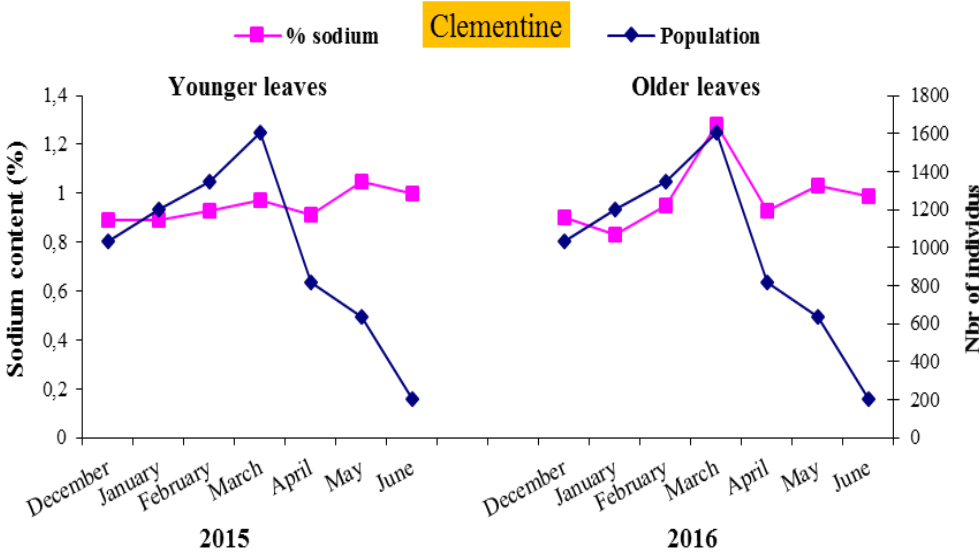 Clementine
% sodium
Population
Younger leaves
Older leaves
Sodium content (%)
1,4
1,2
1
0,8
0,6
0,4
0,2
0
1800
1600
1400
1200
1000
800
600
400
200
0
Nbr of individus
December
January
February
March
April
May
June
December
January
February
March
April
May
June
2015
2016